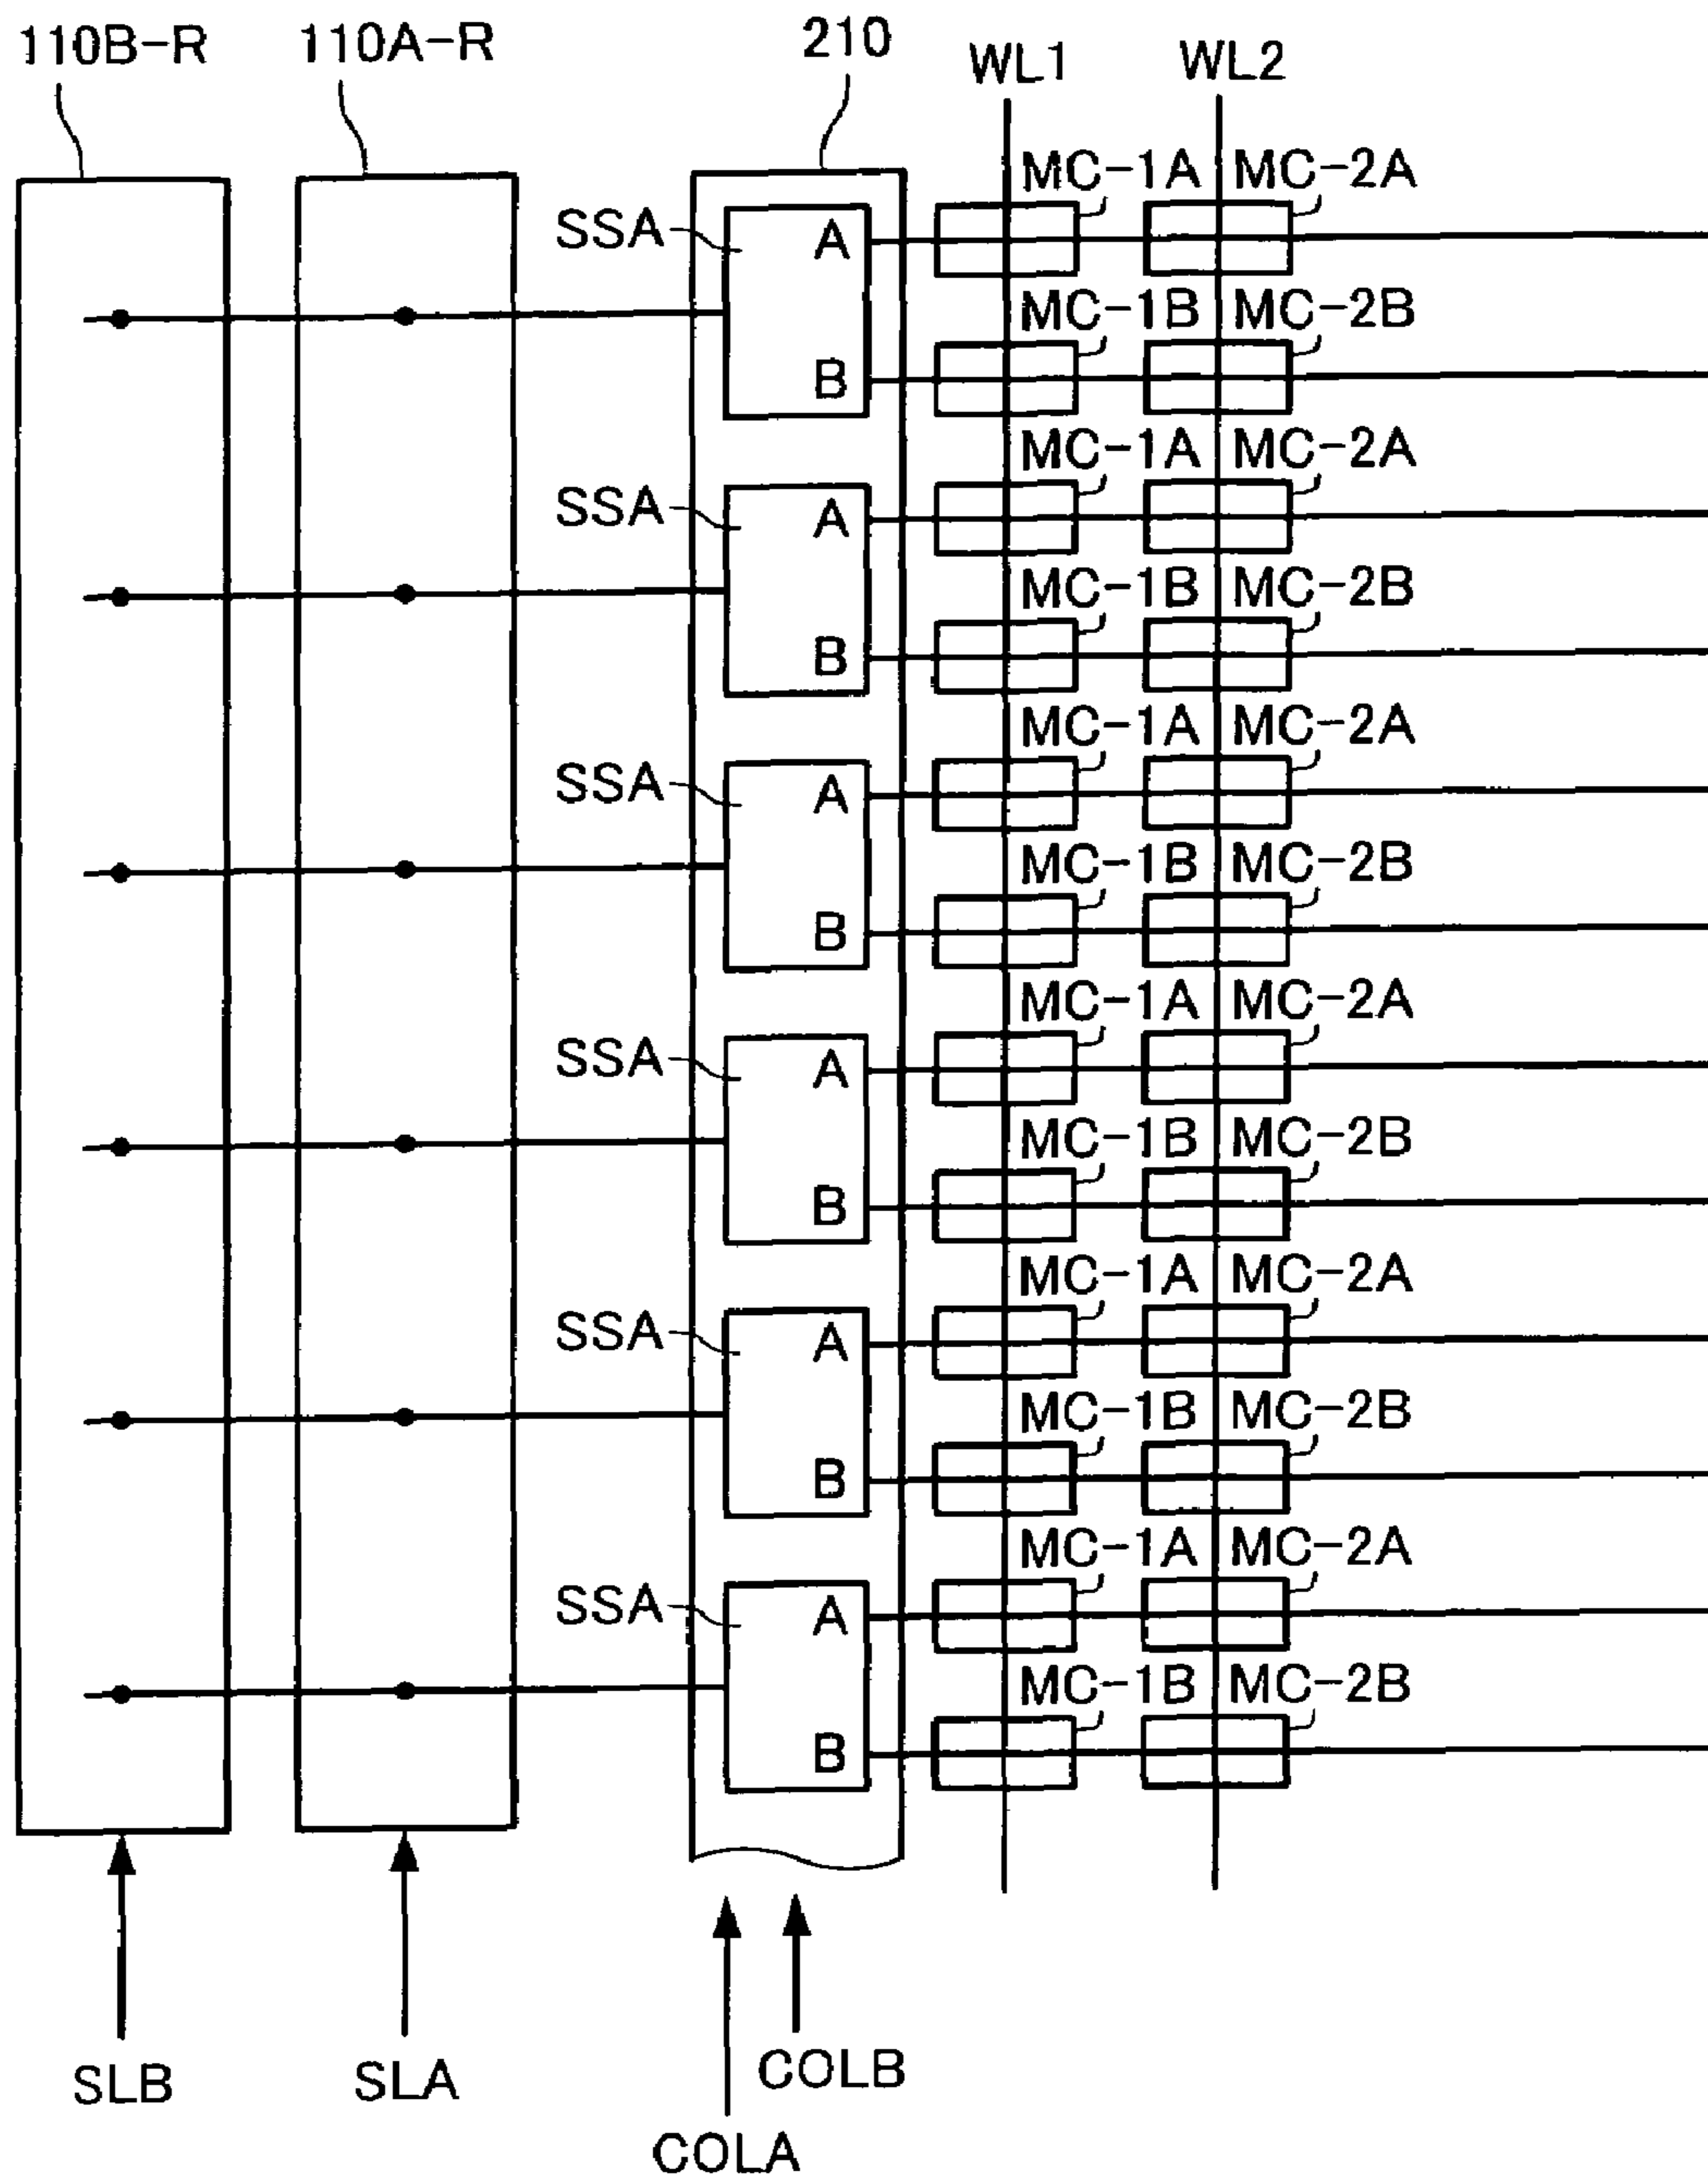 110B-R 110A-R 210 WL1 WL2
MC-1A MC-2A
SSA A
MC-1B MC-2B
B
MC-1A MC-2A
SSA A
MC-1B MC-2B
B
MC-1A MC-2A
SSA A
MC-1B MC-2B
B
MC-1A MC-2A
SSA A
MC-1B MC-2B
B
MC-1A MC-2A
SSA A
MC-1B MC-2B
B
MC-1A MC-2A
SSA A
MC-1B MC-2B
B
SLB SLA COLB
COLA